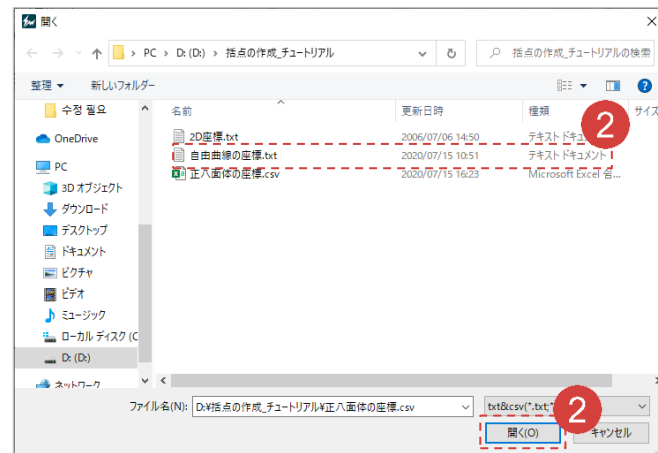 開く
PC > D: (D:) > 括点の作成_チュートリアル
括点の作成_チュートリアルの検索
整理 新しいフォルダー
名前 更新日時 種類 サイズ
2D座標.txt 2006/07/06 14:50 テキスト
自由曲線の座標.txt 2020/07/15 10:51 テキスト ドキュメント
正八面体の座標.csv 2020/07/15 16:23 Microsoft Excel 쉼...
2
수정 필요
OneDrive
PC
3D オブジェクト
ダウンロード
デスクトップ
ドキュメント
ピクチャ
ビデオ
ミュージック
ローカル ディスク (C
D: (D:)
ネットワーク
ファイル名(N): D:¥括点の作成_チュートリアル¥正八面体の座標.csv txt&csv(*.txt;
2
開く(O) キャンセル